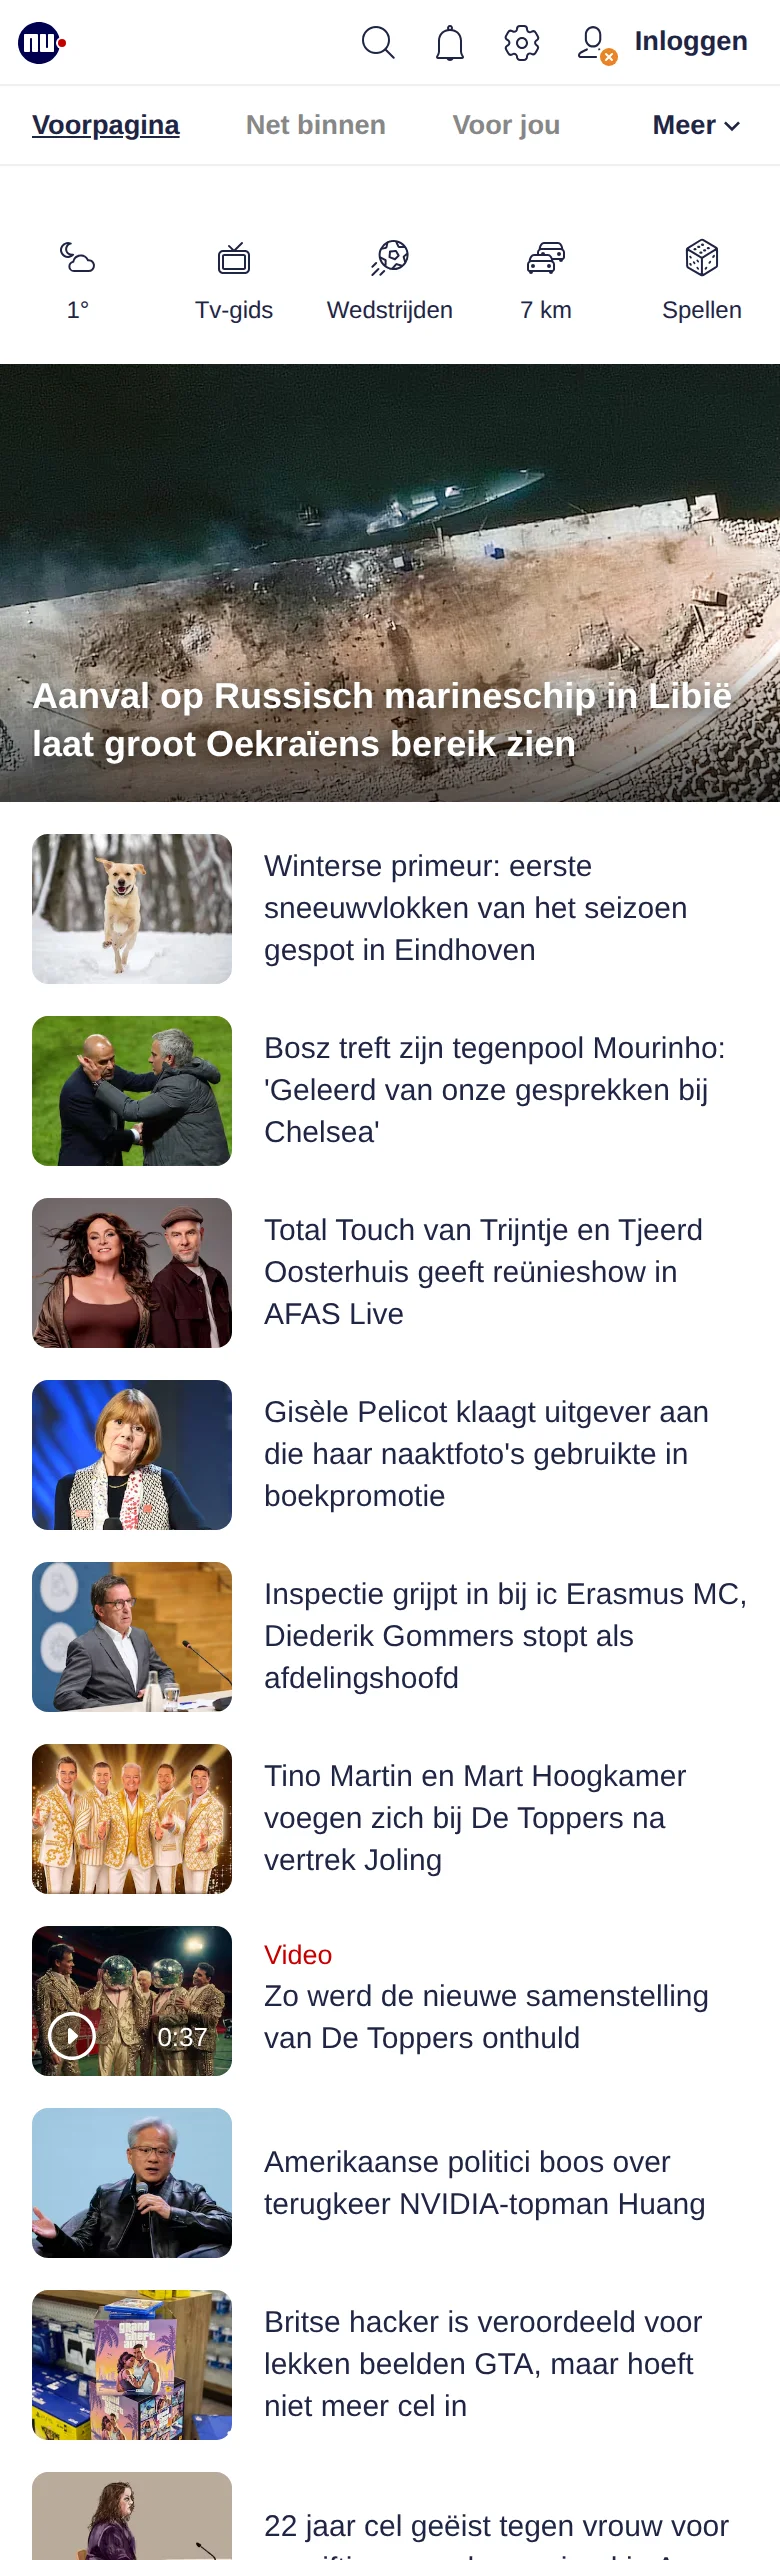 nu
Inloggen
Voorpagina
Net binnen
Voor jou
Meer
1°
Tv-gids
Wedstrijden
7 km
Spellen
Aanval op Russisch marineschip in Libië
laat groot Oekraïens bereik zien
Winterse primeur: eerste
sneeuwvlokken van het seizoen
gespot in Eindhoven
Bosz treft zijn tegenpool Mourinho:
'Geleerd van onze gesprekken bij
Chelsea'
Total Touch van Trijntje en Tjeerd
Oosterhuis geeft reünieshow in
AFAS Live
Gisèle Pelicot klaagt uitgever aan
die haar naaktfoto's gebruikte in
boekpromotie
Inspectie grijpt in bij ic Erasmus MC,
Diederik Gommers stopt als
afdelingshoofd
Tino Martin en Mart Hoogkamer
voegen zich bij De Toppers na
vertrek Joling
Video
0:37
Zo werd de nieuwe samenstelling
van De Toppers onthuld
Amerikaanse politici boos over
terugkeer NVIDIA-topman Huang
grand
theft
auto
Britse hacker is veroordeeld voor
lekken beelden GTA, maar hoeft
niet meer cel in
22 jaar cel geëist tegen vrouw voor